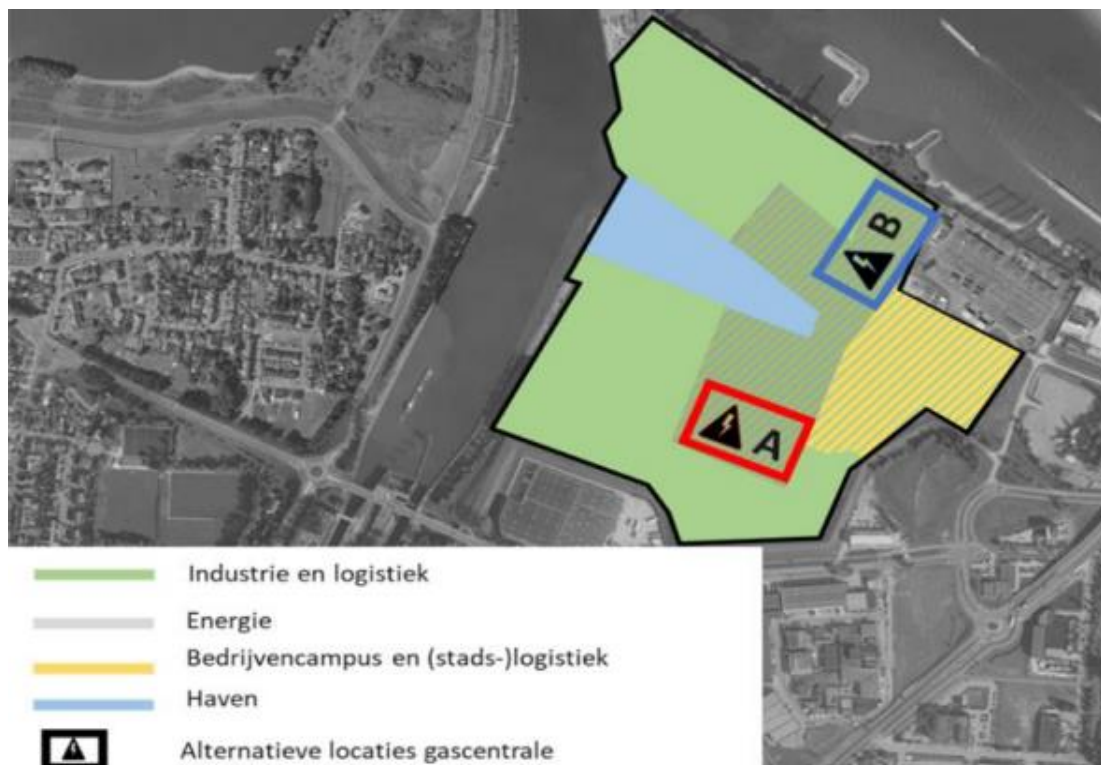 B
A
Industrie en logistiek
Energie
Bedrijvencampus en (stads-)logistiek
Haven
Alternatieve locaties gascentrale